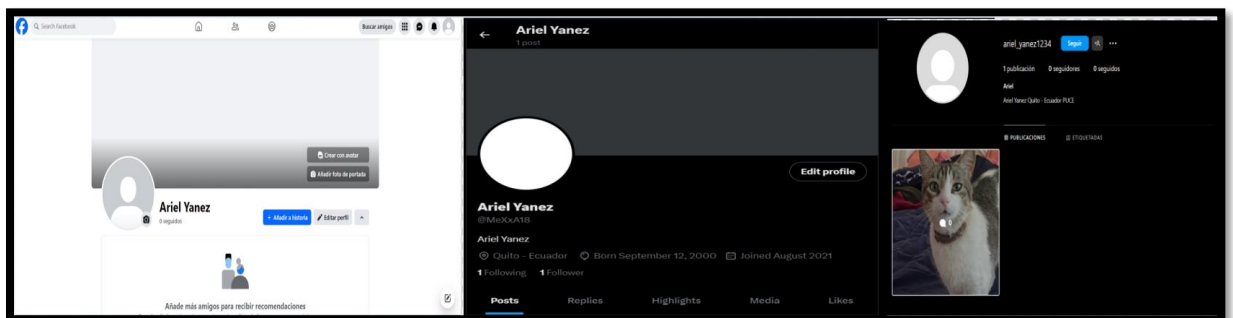 Search Facebook
Buscar amigos
Crear con avatar
Añadir foto de portada
Ariel Yanez
0 seguidos
+ Añadir a historia
Editar perfil
Añade más amigos para recibir recomendaciones
Ariel Yanez
1 post
Edit profile
Ariel Yanez
@MeXxA18
Ariel Yanez
Quito - Ecuador Born September 12, 2000 Joined August 2021
1 Following 1 Follower
Posts Replies Highlights Media Likes
ariel_yanez1234 Seguir
1 publicación 0 seguidores 0 seguidos
Ariel
Ariel Yanez Quito - Ecuador PUCE
PUBLICACIONES ETIQUETADAS
0